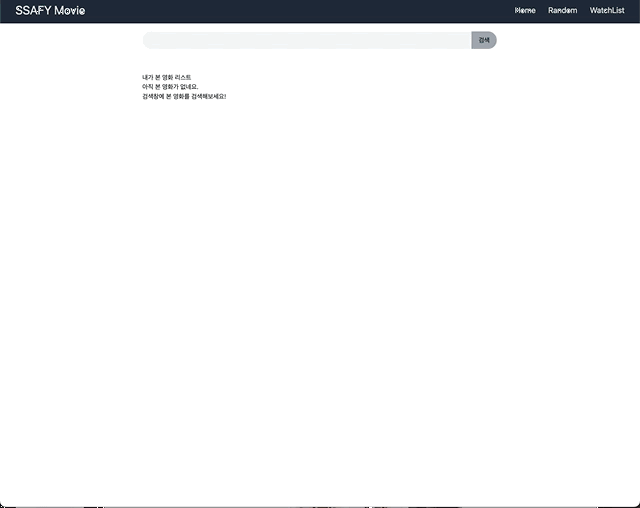 SSAFY Movie
Home Random WatchList
검색
내가 본 영화 리스트
아직 본 영화가 없네요.
검색창에 본 영화를 검색해보세요!